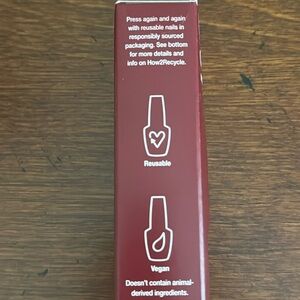 Press again and again
with reusable nails in
responsibly sourced
packaging. See bottom
for more details and
info on How2Recycle.
Reusable
Vegan
Doesn't contain animal-
derived ingredients.